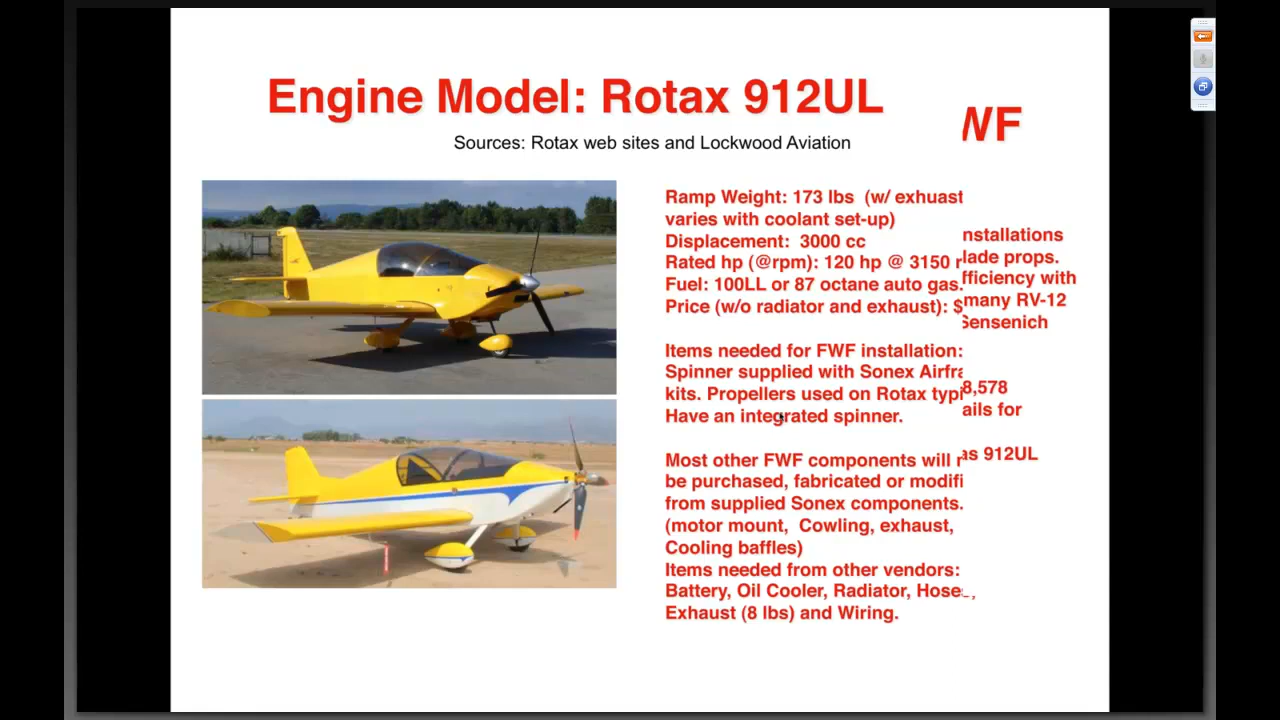 Engine Model: Rotax 912UL
WF
Sources: Rotax web sites and Lockwood Aviation
Ramp Weight: 173 lbs (w/ exhuast
varies with coolant set-up)
Displacement: 3000 cc
Rated hp (@rpm): 120 hp @ 3150
Fuel: 100LL or 87 octane auto gas.
Price (w/o radiator and exhaust): $
Items needed for FWF installation:
Spinner supplied with Sonex Airfra
kits. Propellers used on Rotax typi
Have an integrated spinner.
Most other FWF components will
be purchased, fabricated or modifi
from supplied Sonex components.
(motor mount, Cowling, exhaust,
Cooling baffles)
Items needed from other vendors:
Battery, Oil Cooler, Radiator, Hose
Exhaust (8 lbs) and Wiring.
nstallations
lade props.
fficiency with
many RV-12
Sensenich
8,578
ails for
as 912UL